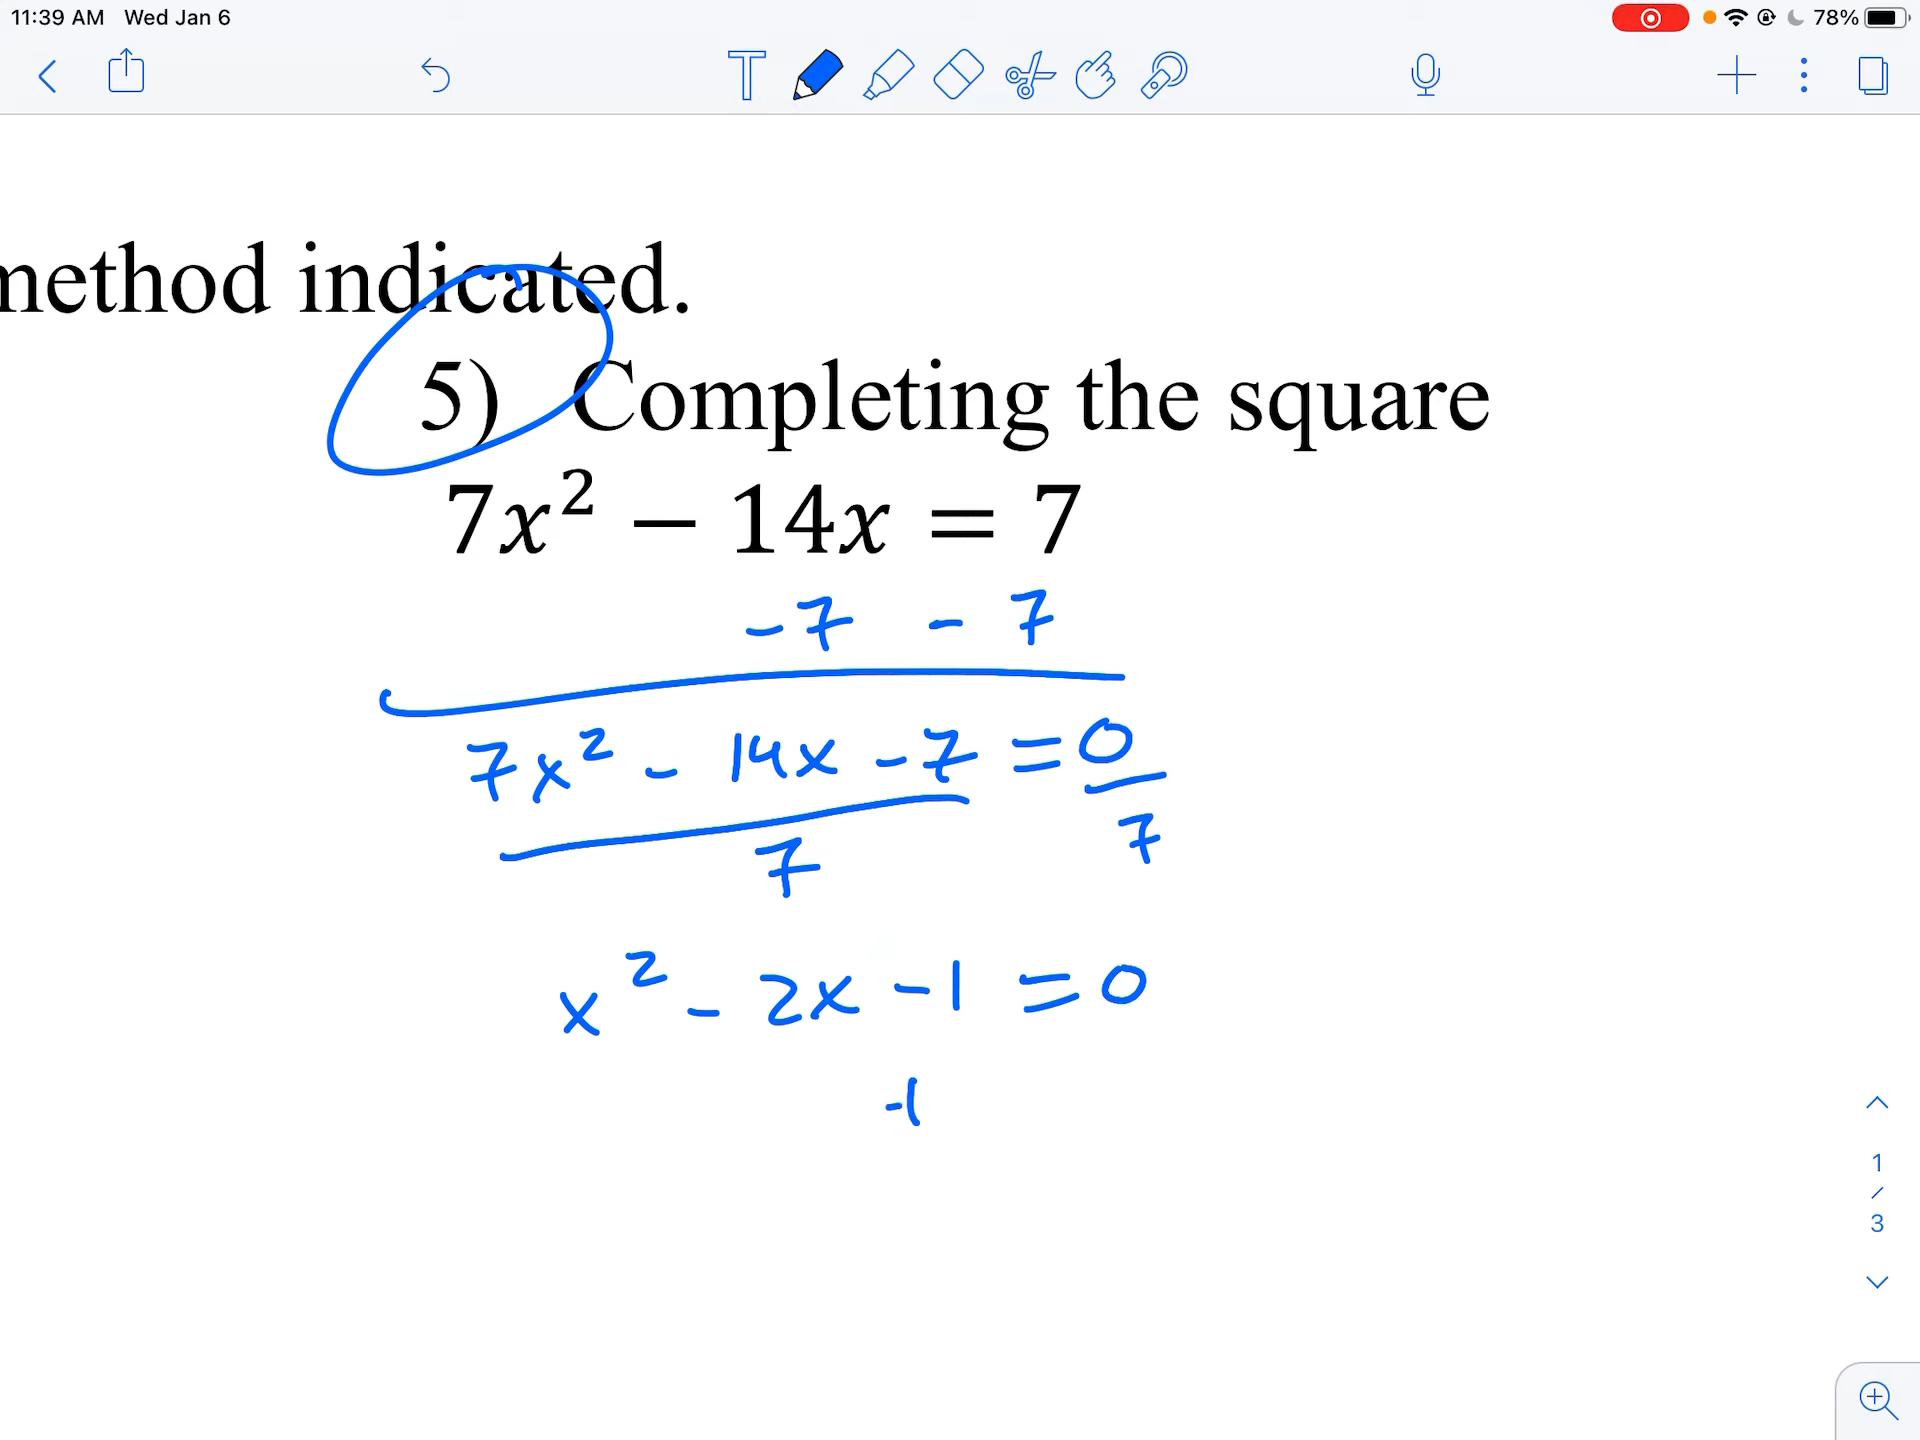 11:39 AM Wed Jan 6 78%
T
method indicated.
5) Completing the square
7x² − 14x = 7
-7 - 7
7x² - 14x - 7 = 0
7 7
x² - 2x - 1 = 0
-1
1
/
3